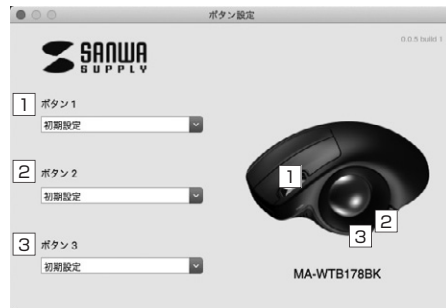 ボタン設定
0.0.5 build 1
SANWA
SUPPLY
1 ボタン 1
初期設定
2 ボタン 2
初期設定
3 ボタン 3
初期設定
1
2
3
MA-WTB178BK